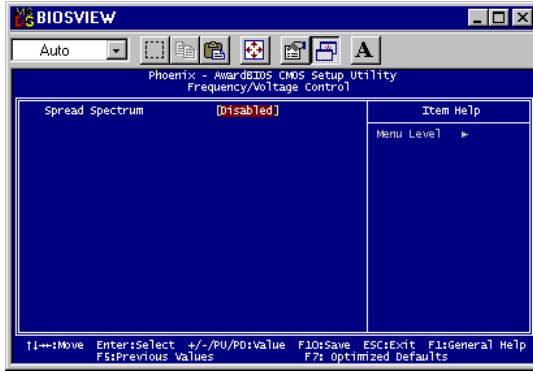 BIOSVIEW
Auto
A
Phoenix - AwardBIOS CMOS Setup Utility
Frequency/Voltage Control
Spread Spectrum [Disabled]
Item Help
Menu Level ►
↑↓→←:Move Enter:Select +/-/PU/PD:Value F10:Save ESC:Exit F1:General Help
F5:Previous Values F7: Optimized Defaults